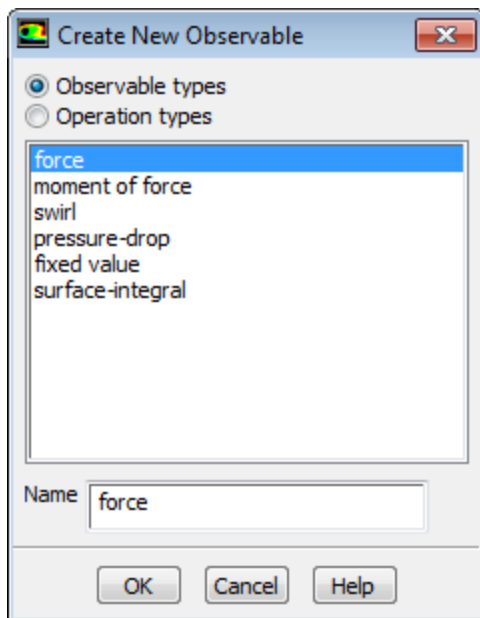 Create New Observable
Observable types
Operation types
force
moment of force
swirl
pressure-drop
fixed value
surface-integral
Name force
OK Cancel Help